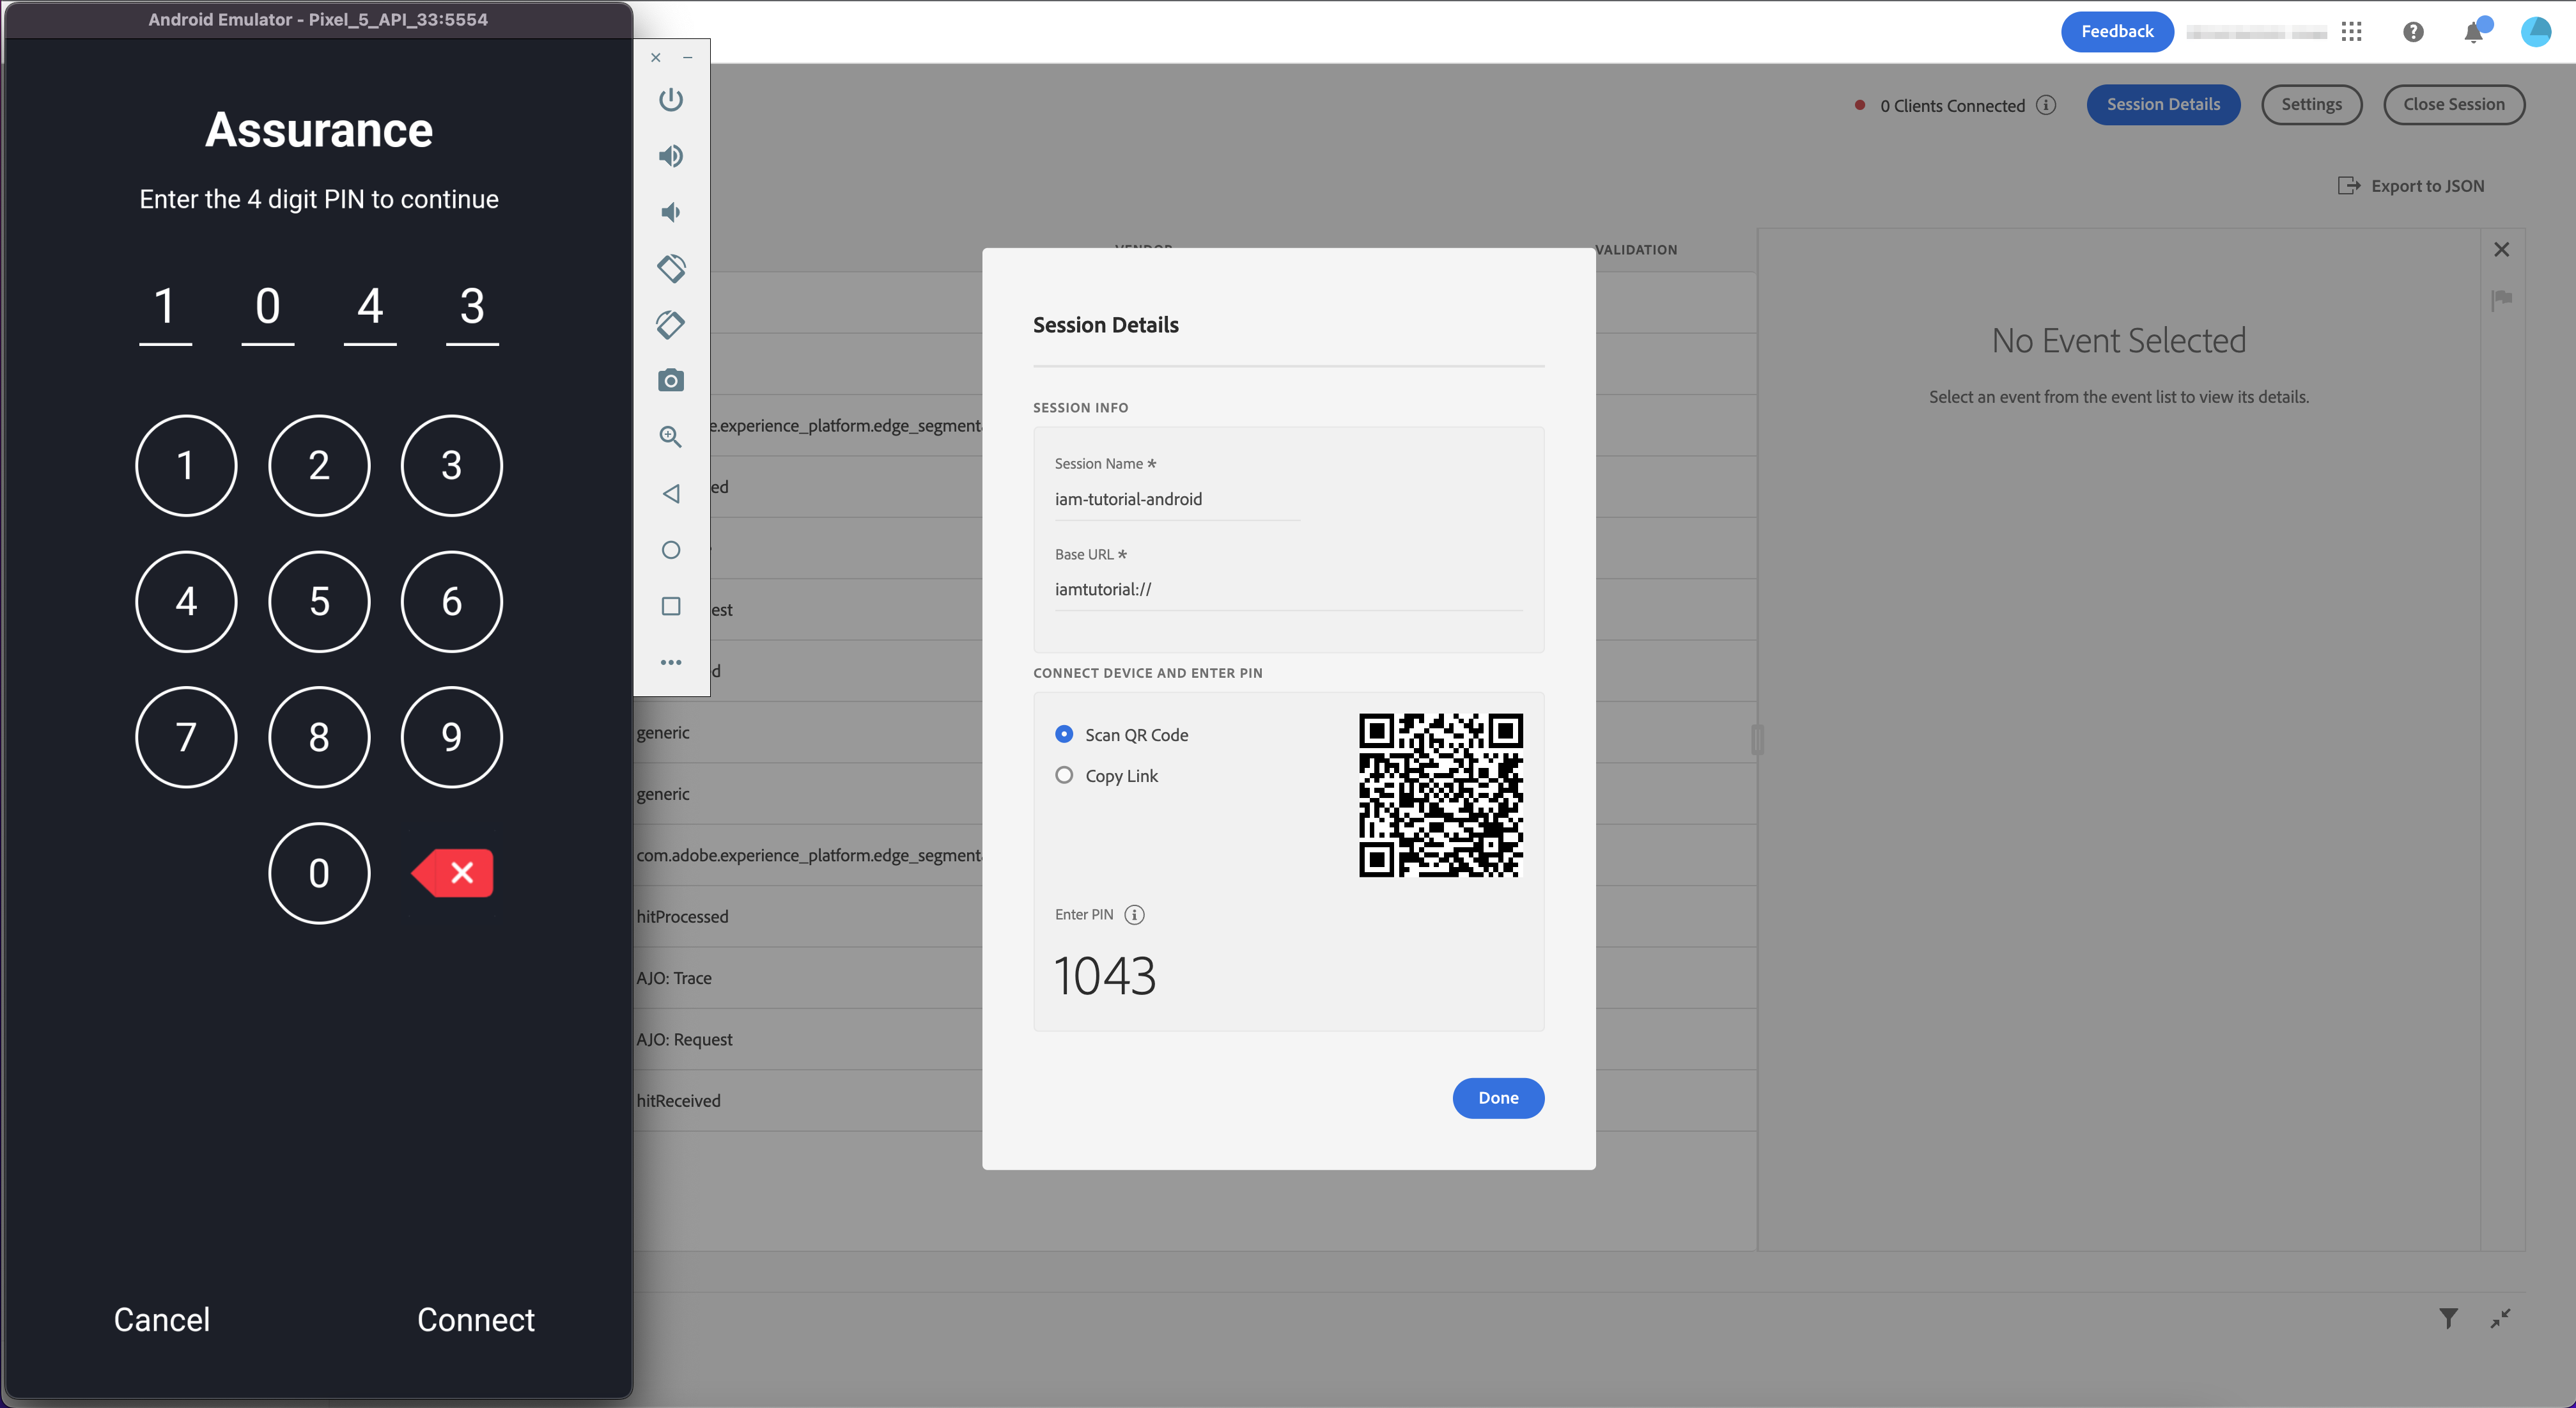 Android Emulator - Pixel_5_API_33:5554
Assurance
Enter the 4 digit PIN to continue
1 0 4 3
1 2 3
4 5 6
7 8 9
0
Cancel Connect
Feedback
0 Clients Connected
Session Details
Settings
Close Session
Export to JSON
VENDOR
VALIDATION
e.experience_platform.edge_segment
ed
est
d
generic
generic
com.adobe.experience_platform.edge_segment
hitProcessed
AJO: Trace
AJO: Request
hitReceived
Session Details
SESSION INFO
Session Name *
iam-tutorial-android
Base URL *
iamtutorial://
CONNECT DEVICE AND ENTER PIN
Scan QR Code
Copy Link
Enter PIN
1043
Done
No Event Selected
Select an event from the event list to view its details.